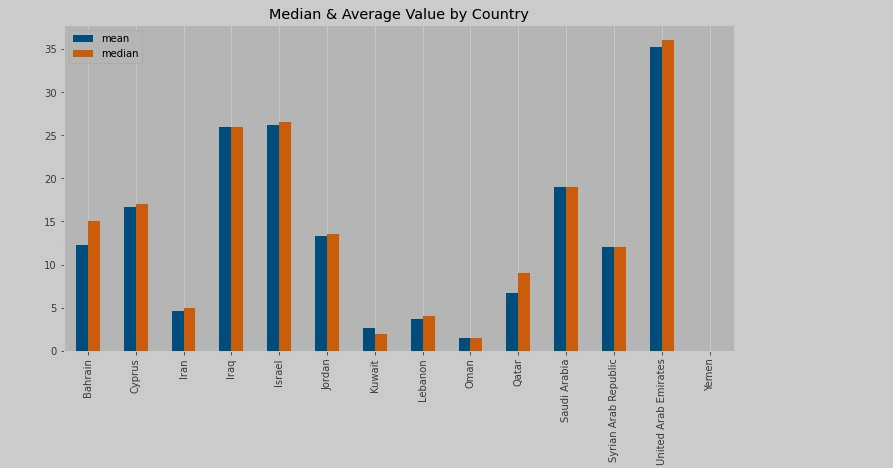 Median & Average Value by Country
mean
median
35
30
25
20
15
10
5
0
Bahrain
Cyprus
Iran
Iraq
Israel
Jordan
Kuwait
Lebanon
Oman
Qatar
Saudi Arabia
Syrian Arab Republic
United Arab Emirates
Yemen